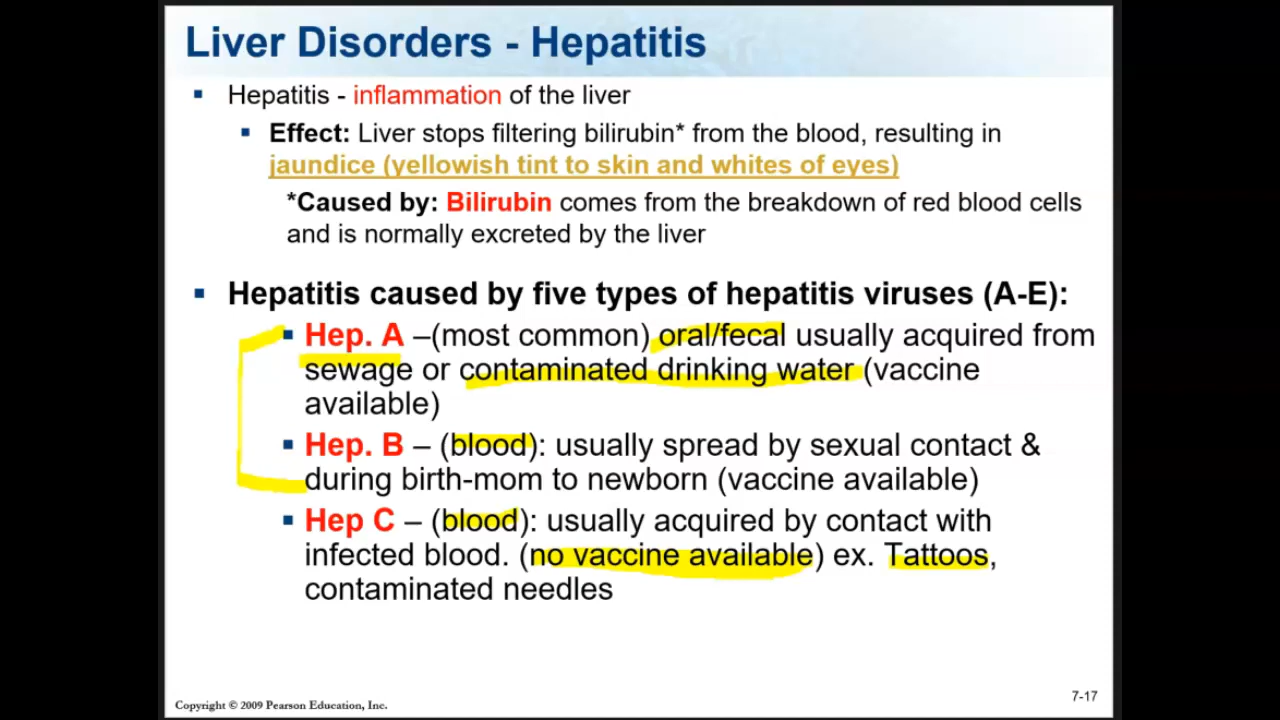 Liver Disorders - Hepatitis
▪ Hepatitis - inflammation of the liver
▪ Effect: Liver stops filtering bilirubin* from the blood, resulting in
jaundice (yellowish tint to skin and whites of eyes)
*Caused by: Bilirubin comes from the breakdown of red blood cells
and is normally excreted by the liver
▪ Hepatitis caused by five types of hepatitis viruses (A-E):
▪ Hep. A –(most common) oral/fecal usually acquired from
sewage or contaminated drinking water (vaccine
available)
▪ Hep. B – (blood): usually spread by sexual contact &
during birth-mom to newborn (vaccine available)
▪ Hep C – (blood): usually acquired by contact with
infected blood. (no vaccine available) ex. Tattoos,
contaminated needles
Copyright © 2009 Pearson Education, Inc.
7-17